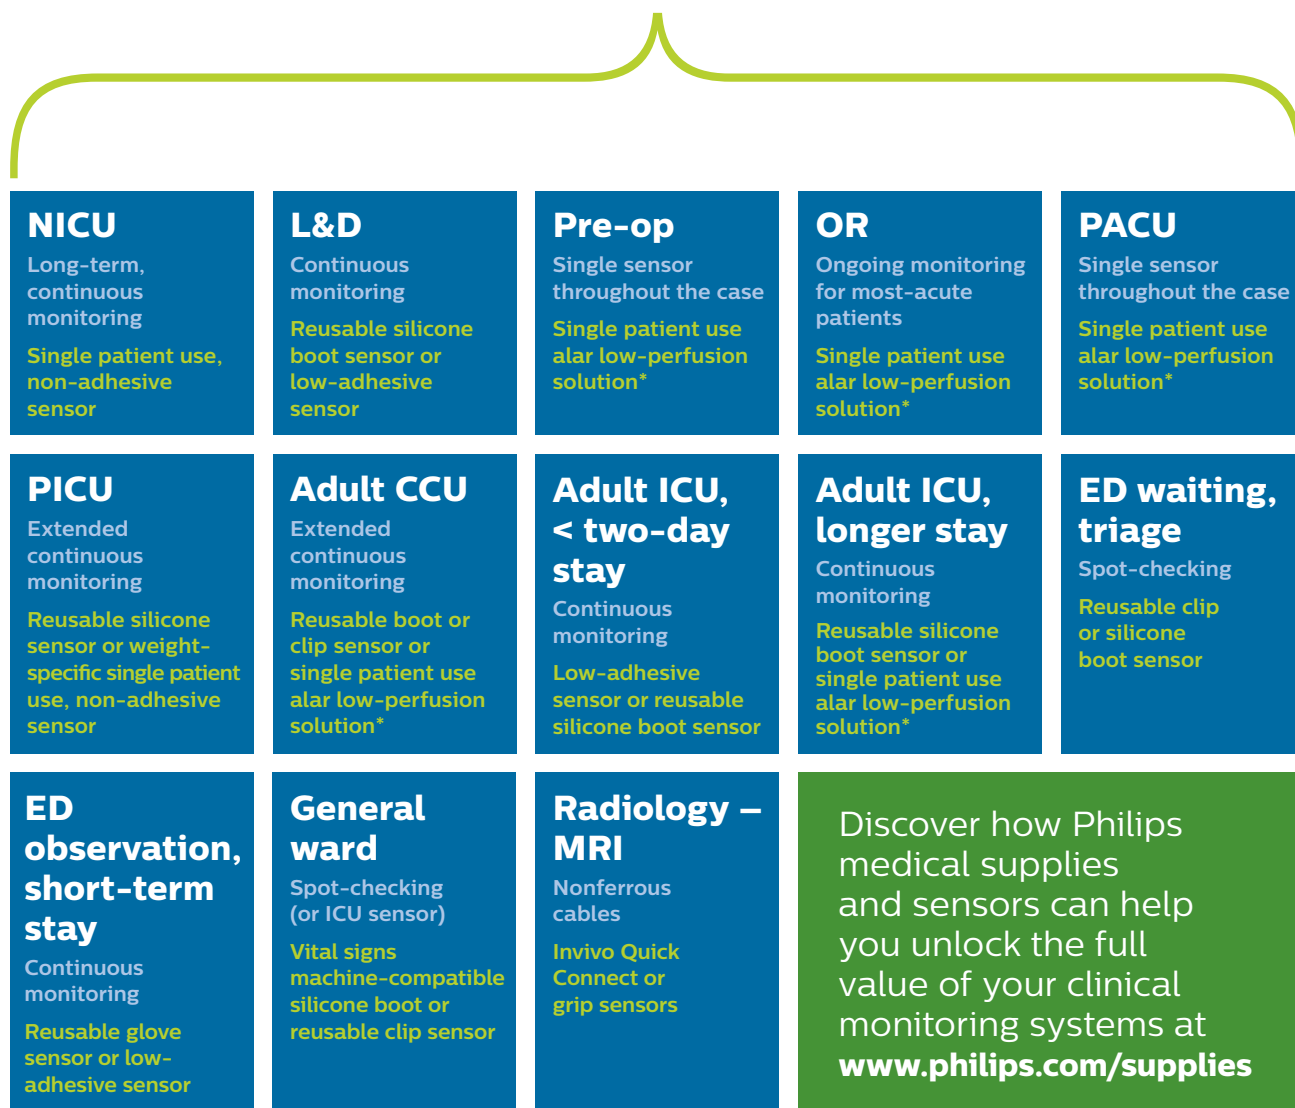 NICU
Long-term,
continuous
monitoring
Single patient use,
non-adhesive
sensor
L&D
Continuous
monitoring
Reusable silicone
boot sensor or
low-adhesive
sensor
Pre-op
Single sensor
throughout the case
Single patient use
alar low-perfusion
solution*
OR
Ongoing monitoring
for most-acute
patients
Single patient use
alar low-perfusion
solution*
PACU
Single sensor
throughout the case
Single patient use
alar low-perfusion
solution*
PICU
Extended
continuous
monitoring
Reusable silicone
sensor or weight-
specific single patient
use, non-adhesive
sensor
Adult CCU
Extended
continuous
monitoring
Reusable boot or
clip sensor or
single patient use
alar low-perfusion
solution*
Adult ICU,
< two-day
stay
Continuous
monitoring
Low-adhesive
sensor or reusable
silicone boot sensor
Adult ICU,
longer stay
Continuous
monitoring
Reusable silicone
boot sensor or
single patient use
alar low-perfusion
solution*
ED waiting,
triage
Spot-checking
Reusable clip
or silicone
boot sensor
ED
observation,
short-term
stay
Continuous
monitoring
Reusable glove
sensor or low-
adhesive sensor
General
ward
Spot-checking
(or ICU sensor)
Vital signs
machine-compatible
silicone boot or
reusable clip sensor
Radiology –
MRI
Nonferrous
cables
Invivo Quick
Connect or
grip sensors
Discover how Philips
medical supplies
and sensors can help
you unlock the full
value of your clinical
monitoring systems at
www.philips.com/supplies